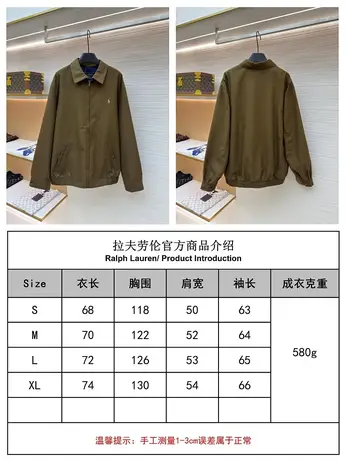 拉夫劳伦官方商品介绍
Ralph Lauren/ Product Introduction
Size 衣长 胸围 肩宽 袖长 成衣克重
S 68 118 50 63
M 70 122 52 64
L 72 126 53 65
XL 74 130 54 66
580g
温馨提示：手工测量1-3cm误差属于正常